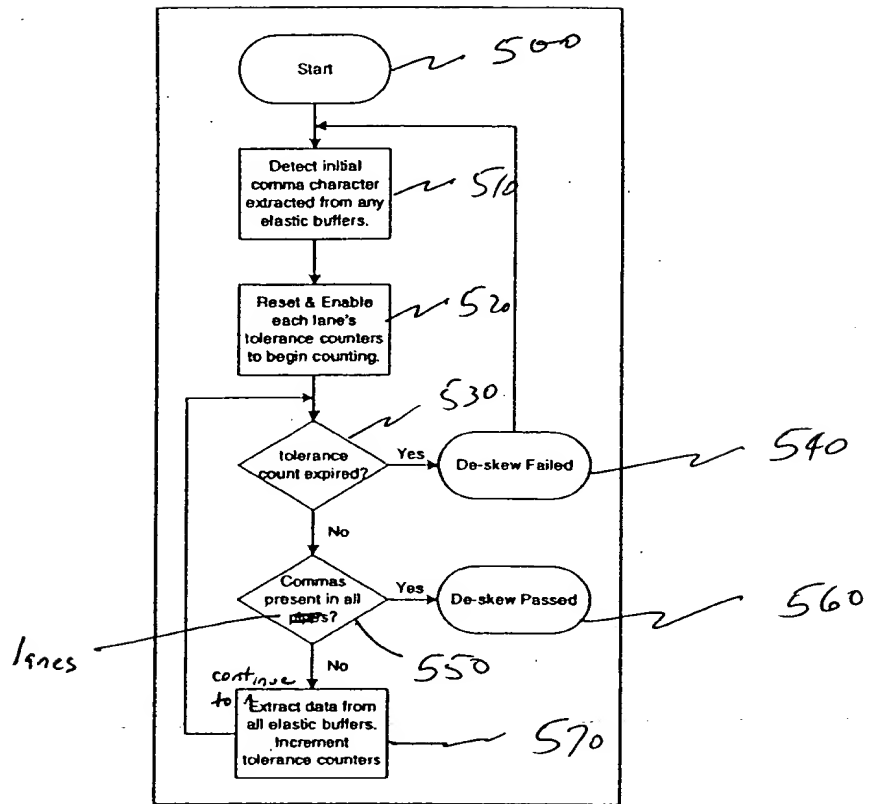 Start
500
Detect initial
comma character
extracted from any
elastic buffers.
510
Reset & Enable
each lane's
tolerance counters
to begin counting.
520
530
tolerance
count expired?
Yes
De-skew Failed
540
No
Commas
present in all
?
Yes
De-skew Passed
560
lanes
550
No
continue
to
Extract data from
all elastic buffers.
Increment
tolerance counters
570